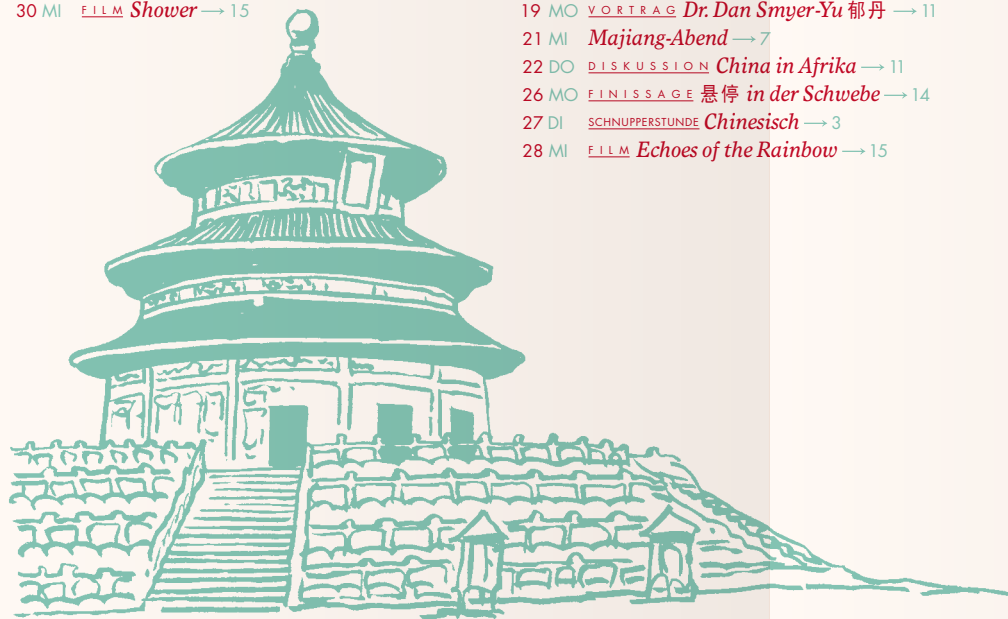 30 MI FILM Shower → 15
19 MO VORTRAG Dr. Dan Smyer-Yu 郁丹 → 11
21 MI Majiang-Abend → 7
22 DO DISKUSSION China in Afrika → 11
26 MO FINISSAGE 悬停 in der Schwebe → 14
27 DI SCHNUPPERSTUNDE Chinesisch → 3
28 MI FILM Echoes of the Rainbow → 15